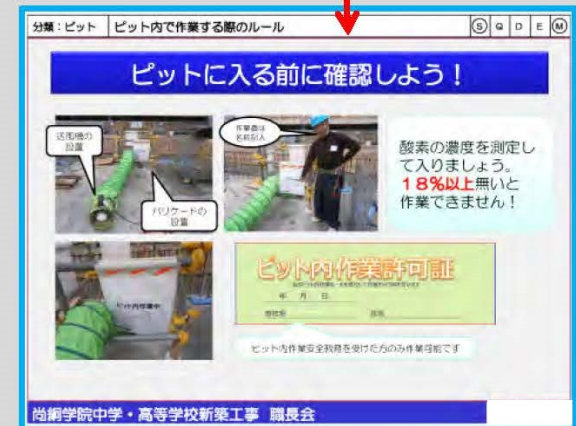 分類：ピット
ピット内で作業する際のルール
S Q D E M
ピットに入る前に確認しよう！
送風機の
設置
バリケードの
設置
作業員は
名前記入
酸素の濃度を測定し
て入りましょう。
18%以上無いと
作業できません！
ピット内作業中
ピット内作業許可証
年 月 日
会社名
氏名
ピット内作業安全教育を受けた方のみ作業可能です
尚絅学院中学・高等学校新築工事 職長会